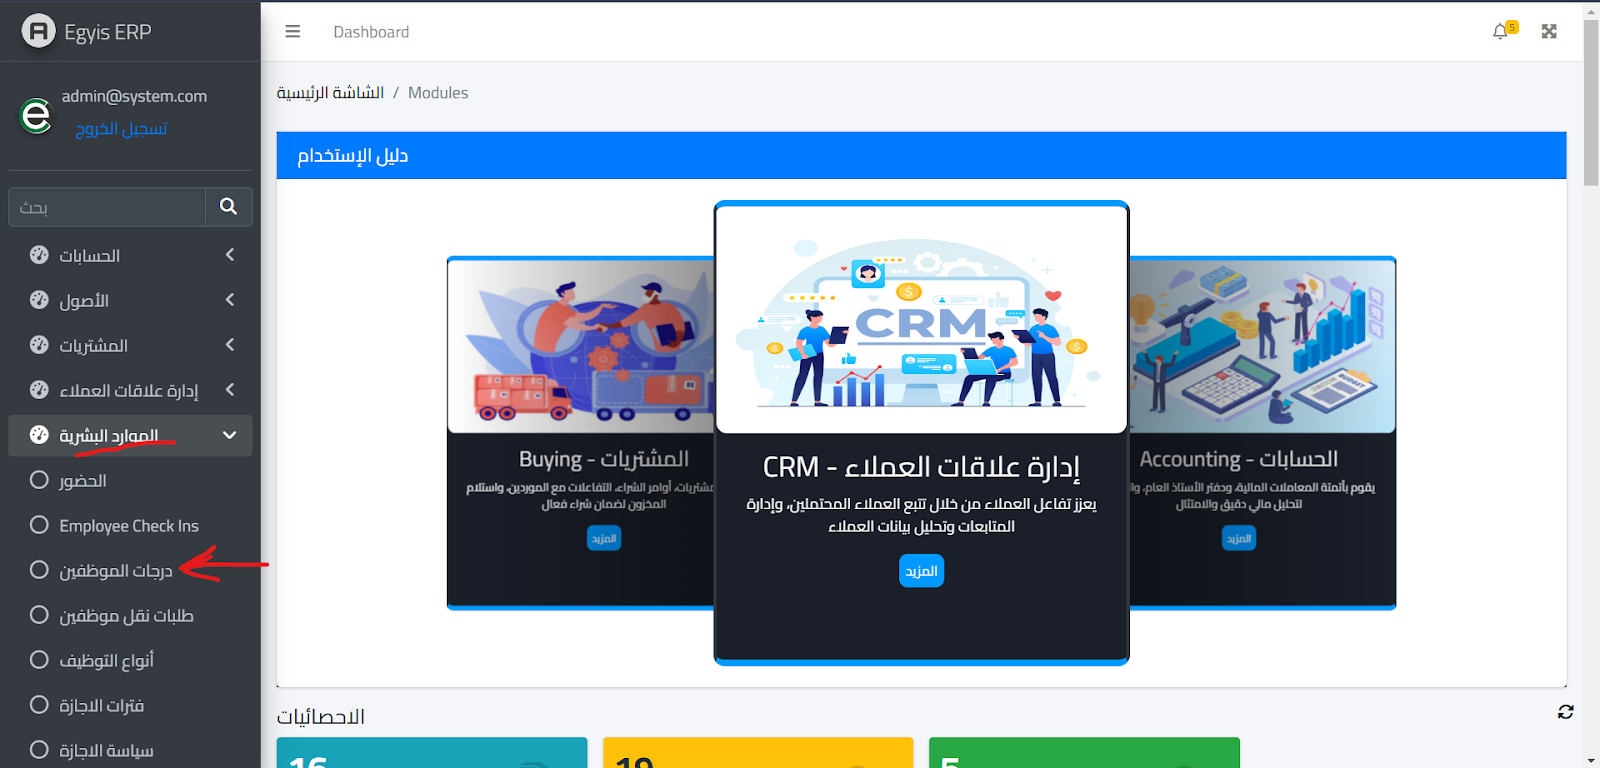 Egyis ERP
Dashboard
5
admin@system.com
تسجيل الخروج
بحث
الحسابات
الأصول
المشتريات
إدارة علاقات العملاء
الموارد البشرية
الحضور
Employee Check Ins
درجات الموظفين
طلبات نقل موظفين
أنواع التوظيف
فترات الاجازة
سياسة الاجازة
الشاشة الرئيسية / Modules
دليل الإستخدام
المشتريات - Buying
مشتريات، أوامر الشراء، التفاعلات مع الموردين، واستلام
المخزون لضمان شراء فعال
المزيد
CRM
إدارة علاقات العملاء - CRM
يعزز تفاعل العملاء من خلال تتبع العملاء المحتملين، وإدارة
المتابعات وتحليل بيانات العملاء
المزيد
الحسابات - Accounting
يقوم بأتمتة المعاملات المالية، ودفتر الأستاذ العام،
لتحليل مالي دقيق والامتثال
المزيد
الاحصائيات
16
19
5